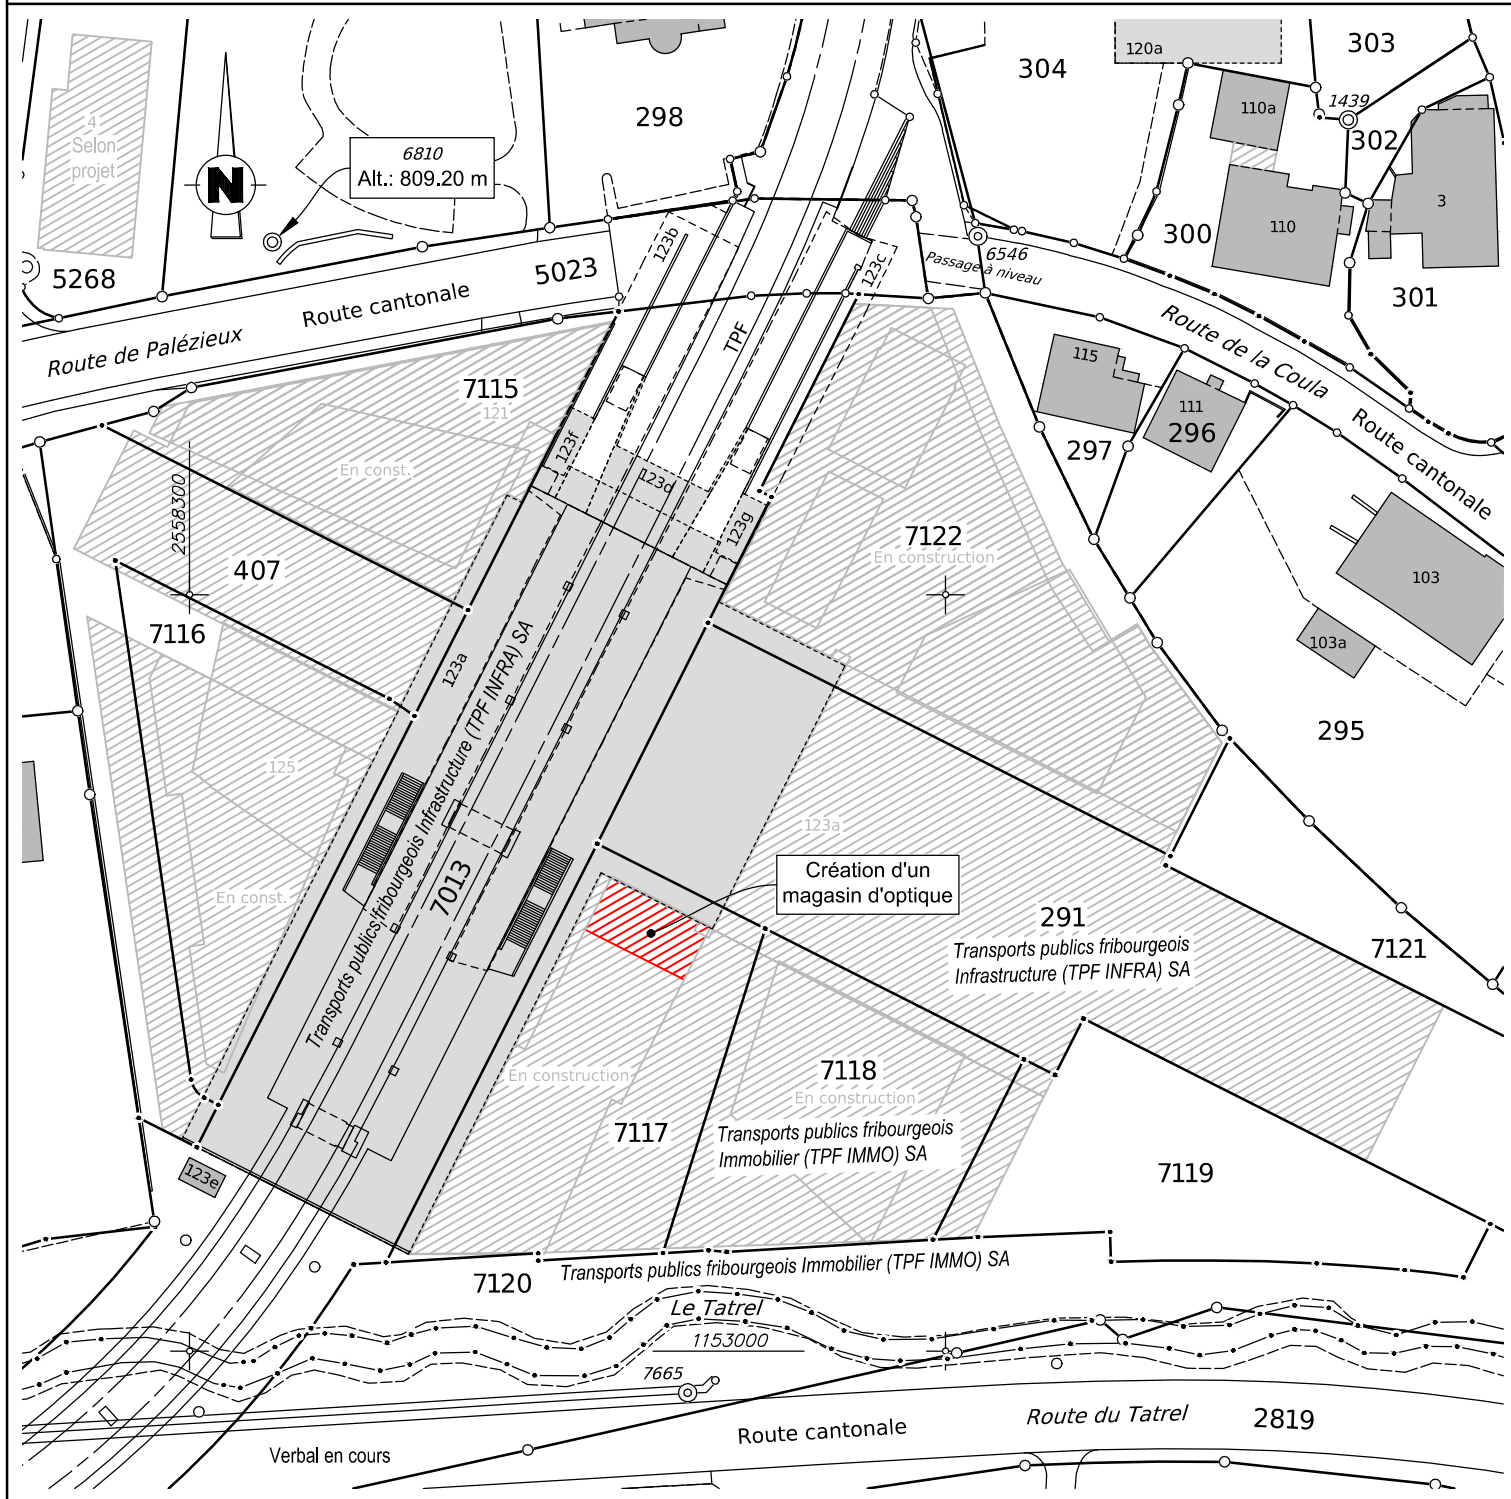 120a
303
304
298
110a
1439
302
4
Selon
projet
6810
Alt.: 809.20 m
N
3
110
300
123b
123c
6546
Passage à niveau
5268
5023
Route cantonale
301
Route de Palézieux
TPF
Route de la Coula
115
7115
121
111
296
Route cantonale
297
123f
En const.
123d
2558300
123g
7122
En construction
407
103
7116
103a
123a
Transports publics fribourgeois Infrastructure (TPF INFRA) SA
295
125
123a
Création d'un
magasin d'optique
7013
En const.
291
Transports publics fribourgeois
Infrastructure (TPF INFRA) SA
7121
En construction
7118
En construction
7117
Transports publics fribourgeois
Immobilier (TPF IMMO) SA
123e
7119
7120
Transports publics fribourgeois Immobilier (TPF IMMO) SA
Le Tatrel
1153000
7665
Route cantonale
Route du Tatrel
2819
Verbal en cours